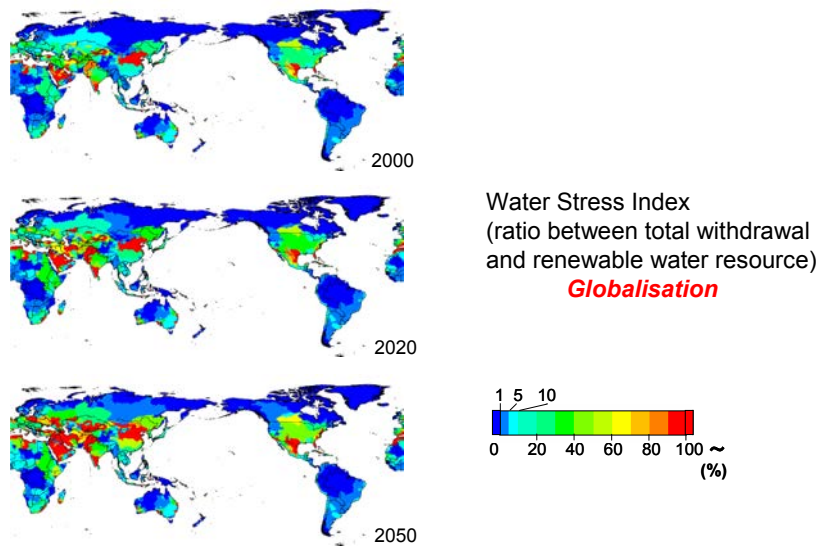 2000
Water Stress Index
(ratio between total withdrawal
and renewable water resource)
Globalisation
2020
1 5 10
0 20 40 60 80 100 ~
(%)
2050